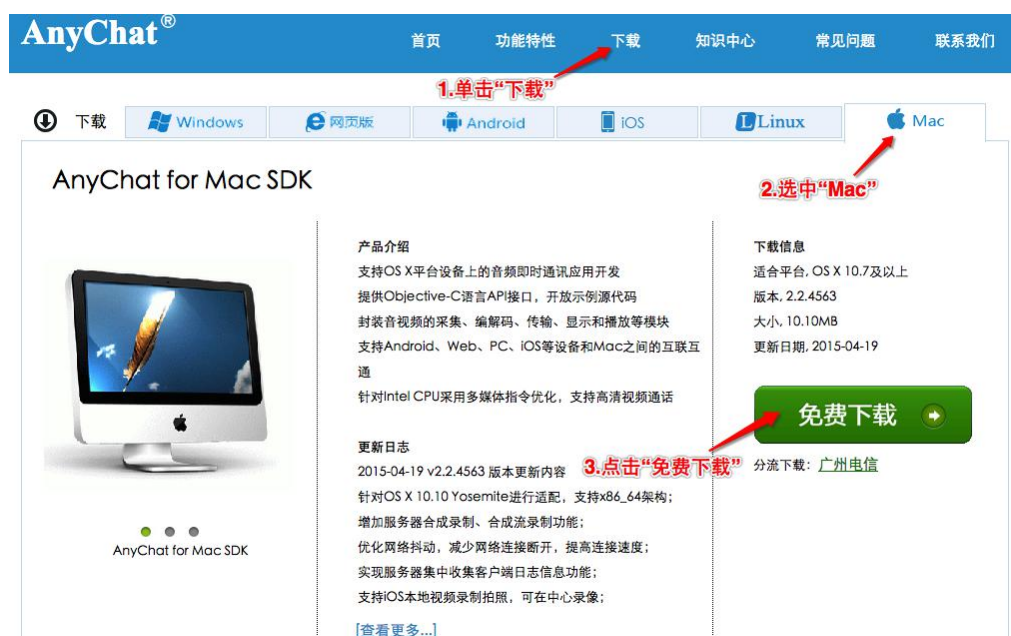 AnyChat®
首页 功能特性 下载 知识中心 常见问题 联系我们
1.单击“下载”
下载 Windows 网页版 Android iOS Linux Mac
2.选中“Mac”
AnyChat for Mac SDK
产品介绍
支持OS X平台设备上的音频即时通讯应用开发
提供Objective-C语言API接口，开放示例源代码
封装音视频的采集、编解码、传输、显示和播放等模块
支持Android、Web、PC、iOS等设备和Mac之间的互联互
通
针对Intel CPU采用多媒体指令优化，支持高清视频通话
更新日志
2015-04-19 v2.2.4563 版本更新内容
针对OS X 10.10 Yosemite进行适配，支持x86_64架构；
增加服务器合成录制、合成流录制功能；
优化网络抖动，减少网络连接断开，提高连接速度；
实现服务器集中收集客户端日志信息功能；
支持iOS本地视频录制拍照，可在中心录像；
[查看更多...]
下载信息
适合平台, OS X 10.7及以上
版本, 2.2.4563
大小, 10.10MB
更新日期, 2015-04-19
免费下载
3.点击“免费下载”
分流下载：广州电信
AnyChat for Mac SDK